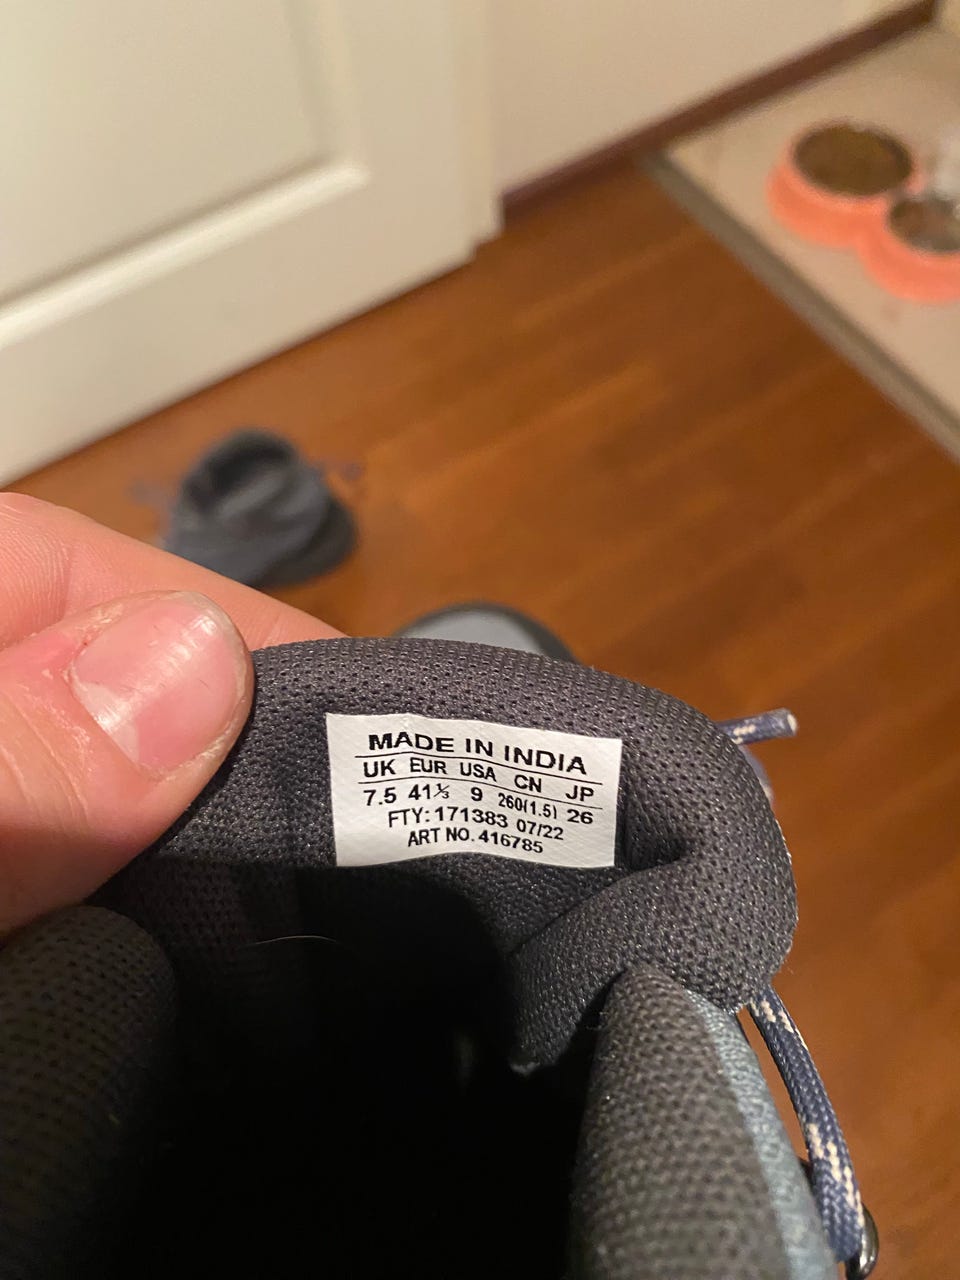 MADE IN INDIA
UK EUR USA CN JP
7.5 41⅓ 9 260(1.5) 26
FTY: 171383 07/22
ART NO. 416785